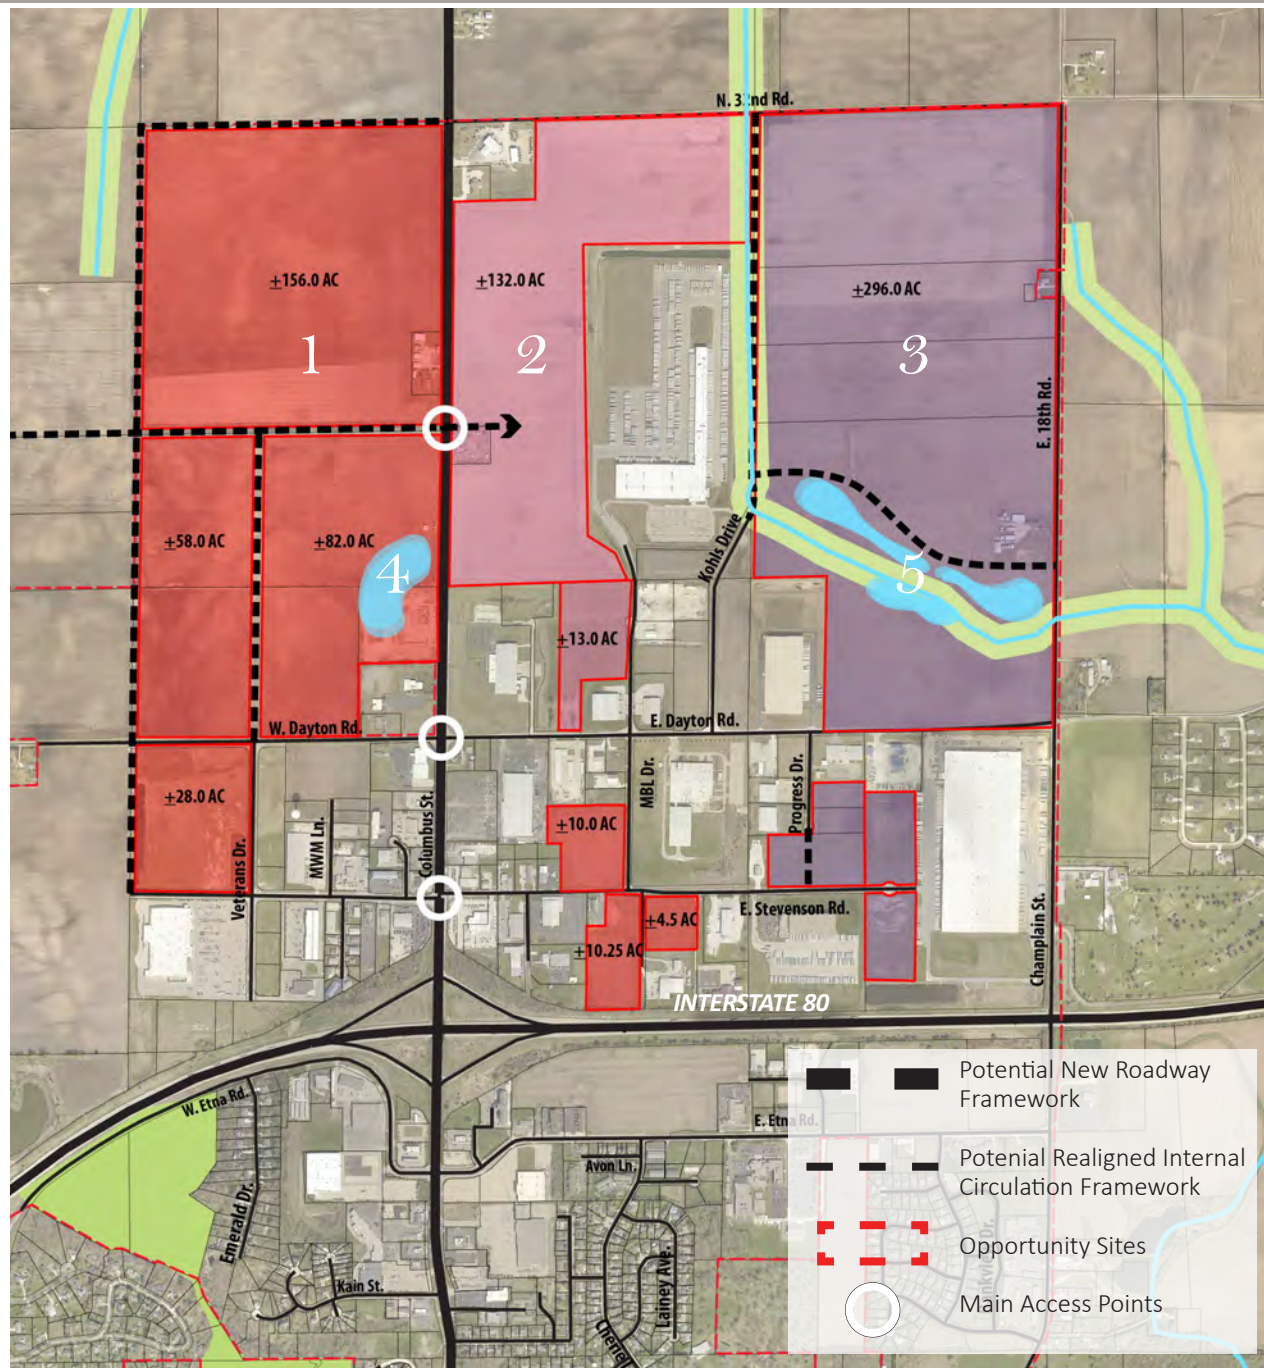 N. 32nd Rd.
±156.0 AC
±132.0 AC
±296.0 AC
1
2
3
E. 18th Rd.
±58.0 AC
±82.0 AC
4
Kohls Drive
5
±13.0 AC
W. Dayton Rd.
E. Dayton Rd.
±28.0 AC
Veterans Dr.
MWM Ln.
Columbus St.
±10.0 AC
MBL Dr.
Progress Dr.
E. Stevenson Rd.
±4.5 AC
±10.25 AC
Champlain St.
INTERSTATE 80
W. Etna Rd.
E. Etna Rd.
Avon Ln.
Emerald Dr.
Kain St.
Lainey Ave.
Potential New Roadway
Framework
Potenial Realigned Internal
Circulation Framework
Opportunity Sites
Main Access Points